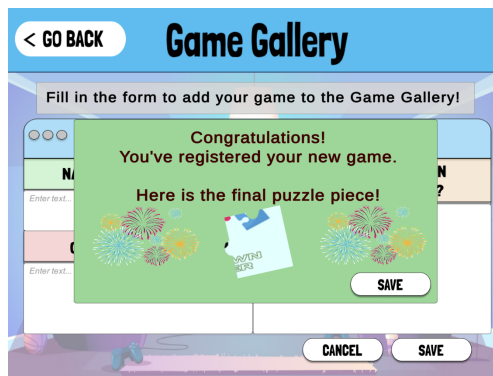 < GO BACK
Game Gallery
Fill in the form to add your game to the Game Gallery!
Congratulations!
You've registered your new game.
Here is the final puzzle piece!
Enter text...
Enter text...
SAVE
CANCEL
SAVE